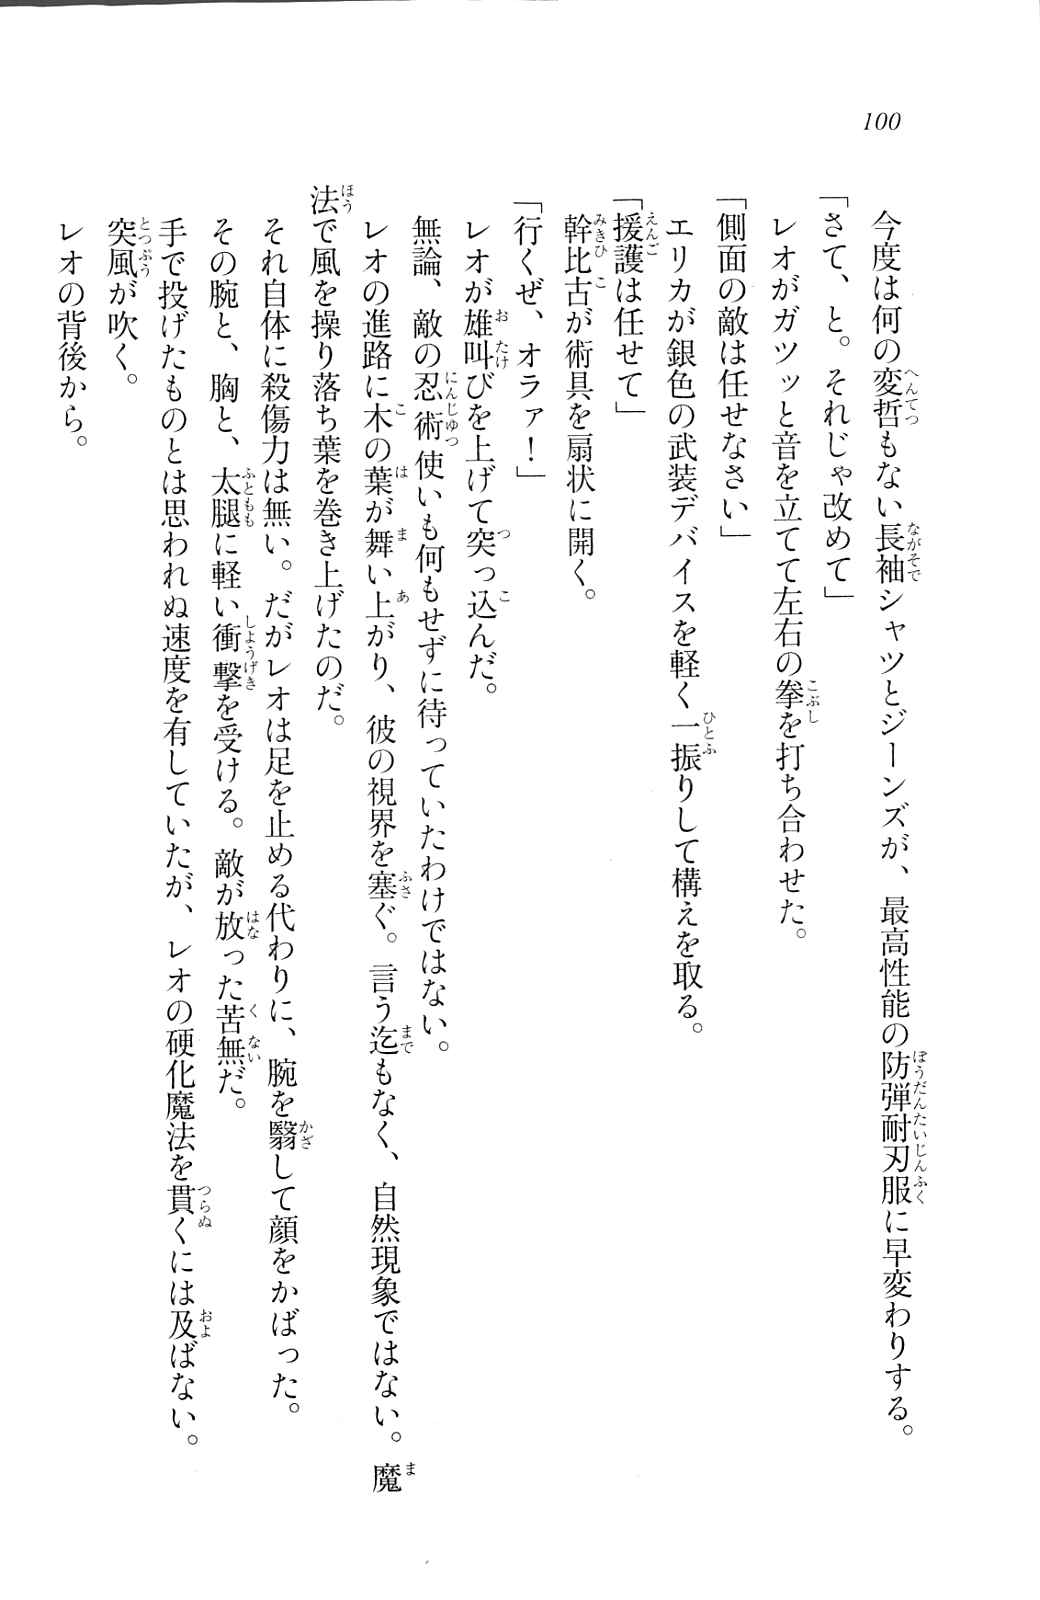 100
今度は何の変哲もない長袖シャツとジーンズが、最高性能の防弾耐刃服に早変わりする。
「さて、と。それじゃ改めて」
レオがガツッと音を立てて左右の拳を打ち合わせた。
「側面の敵は任せなさい」
エリカが銀色の武装デバイスを軽く一振りして構えを取る。
「援護は任せて」
幹比古が術具を扇状に開く。
「行くぜ、オラァ！」
レオが雄叫びを上げて突っ込んだ。
無論、敵の忍術使いも何もせずに待っていたわけではない。
レオの進路に木の葉が舞い上がり、彼の視界を塞ぐ。言う迄もなく、自然現象ではない。魔
法で風を操り落ち葉を巻き上げたのだ。
それ自体に殺傷力は無い。だがレオは足を止める代わりに、腕を翳して顔をかばった。
その腕と、胸と、太腿に軽い衝撃を受ける。敵が放った苦無だ。
手で投げたものとは思われぬ速度を有していたが、レオの硬化魔法を貫くには及ばない。
突風が吹く。
レオの背後から。